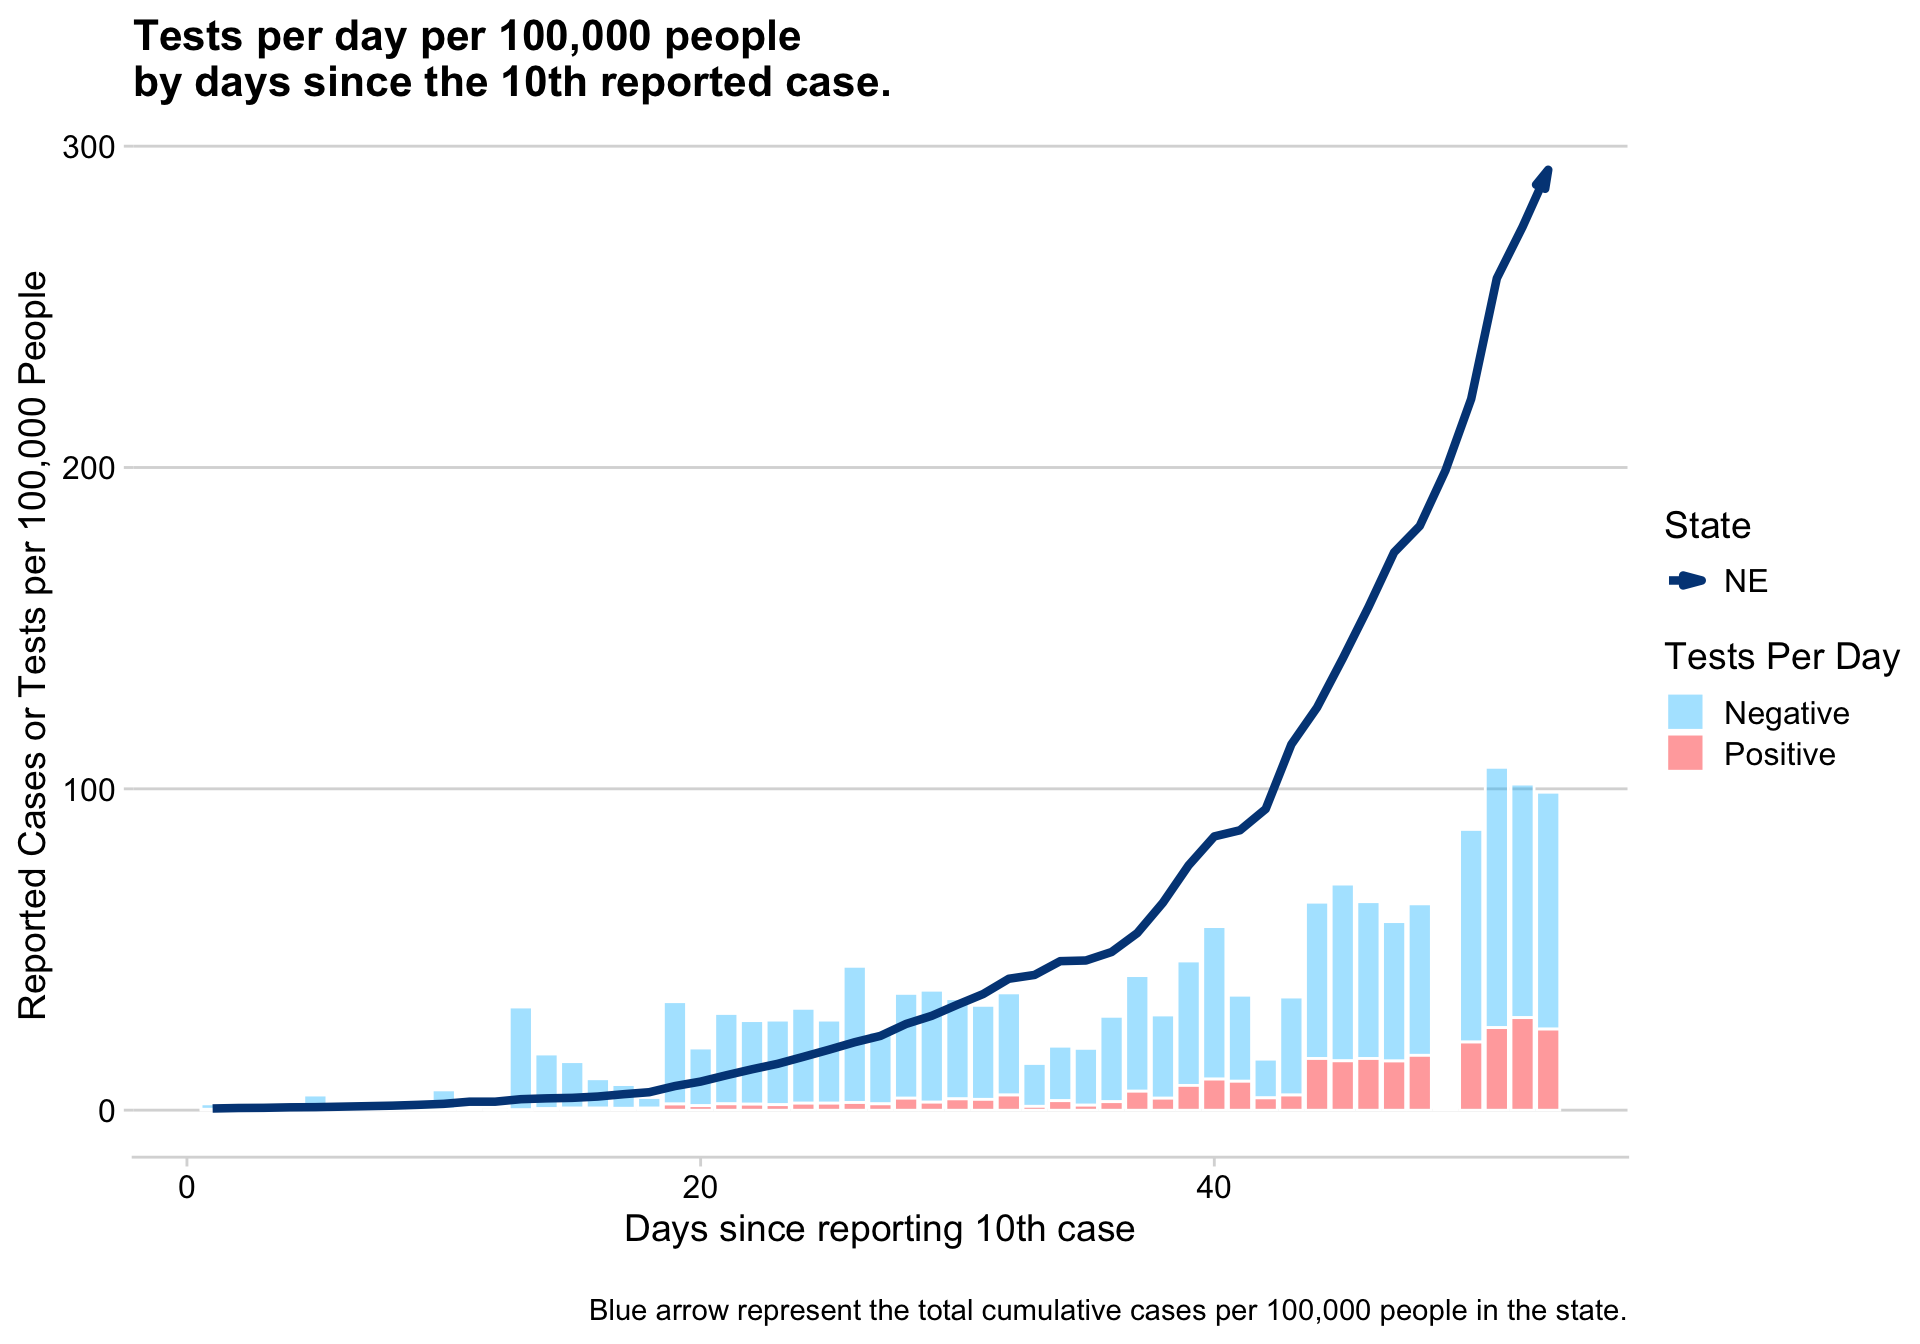 Tests per day per 100,000 people
by days since the 10th reported case.
Reported Cases or Tests per 100,000 People
300
200
100
0
0
20
40
Days since reporting 10th case
State
NE
Tests Per Day
Negative
Positive
Blue arrow represent the total cumulative cases per 100,000 people in the state.